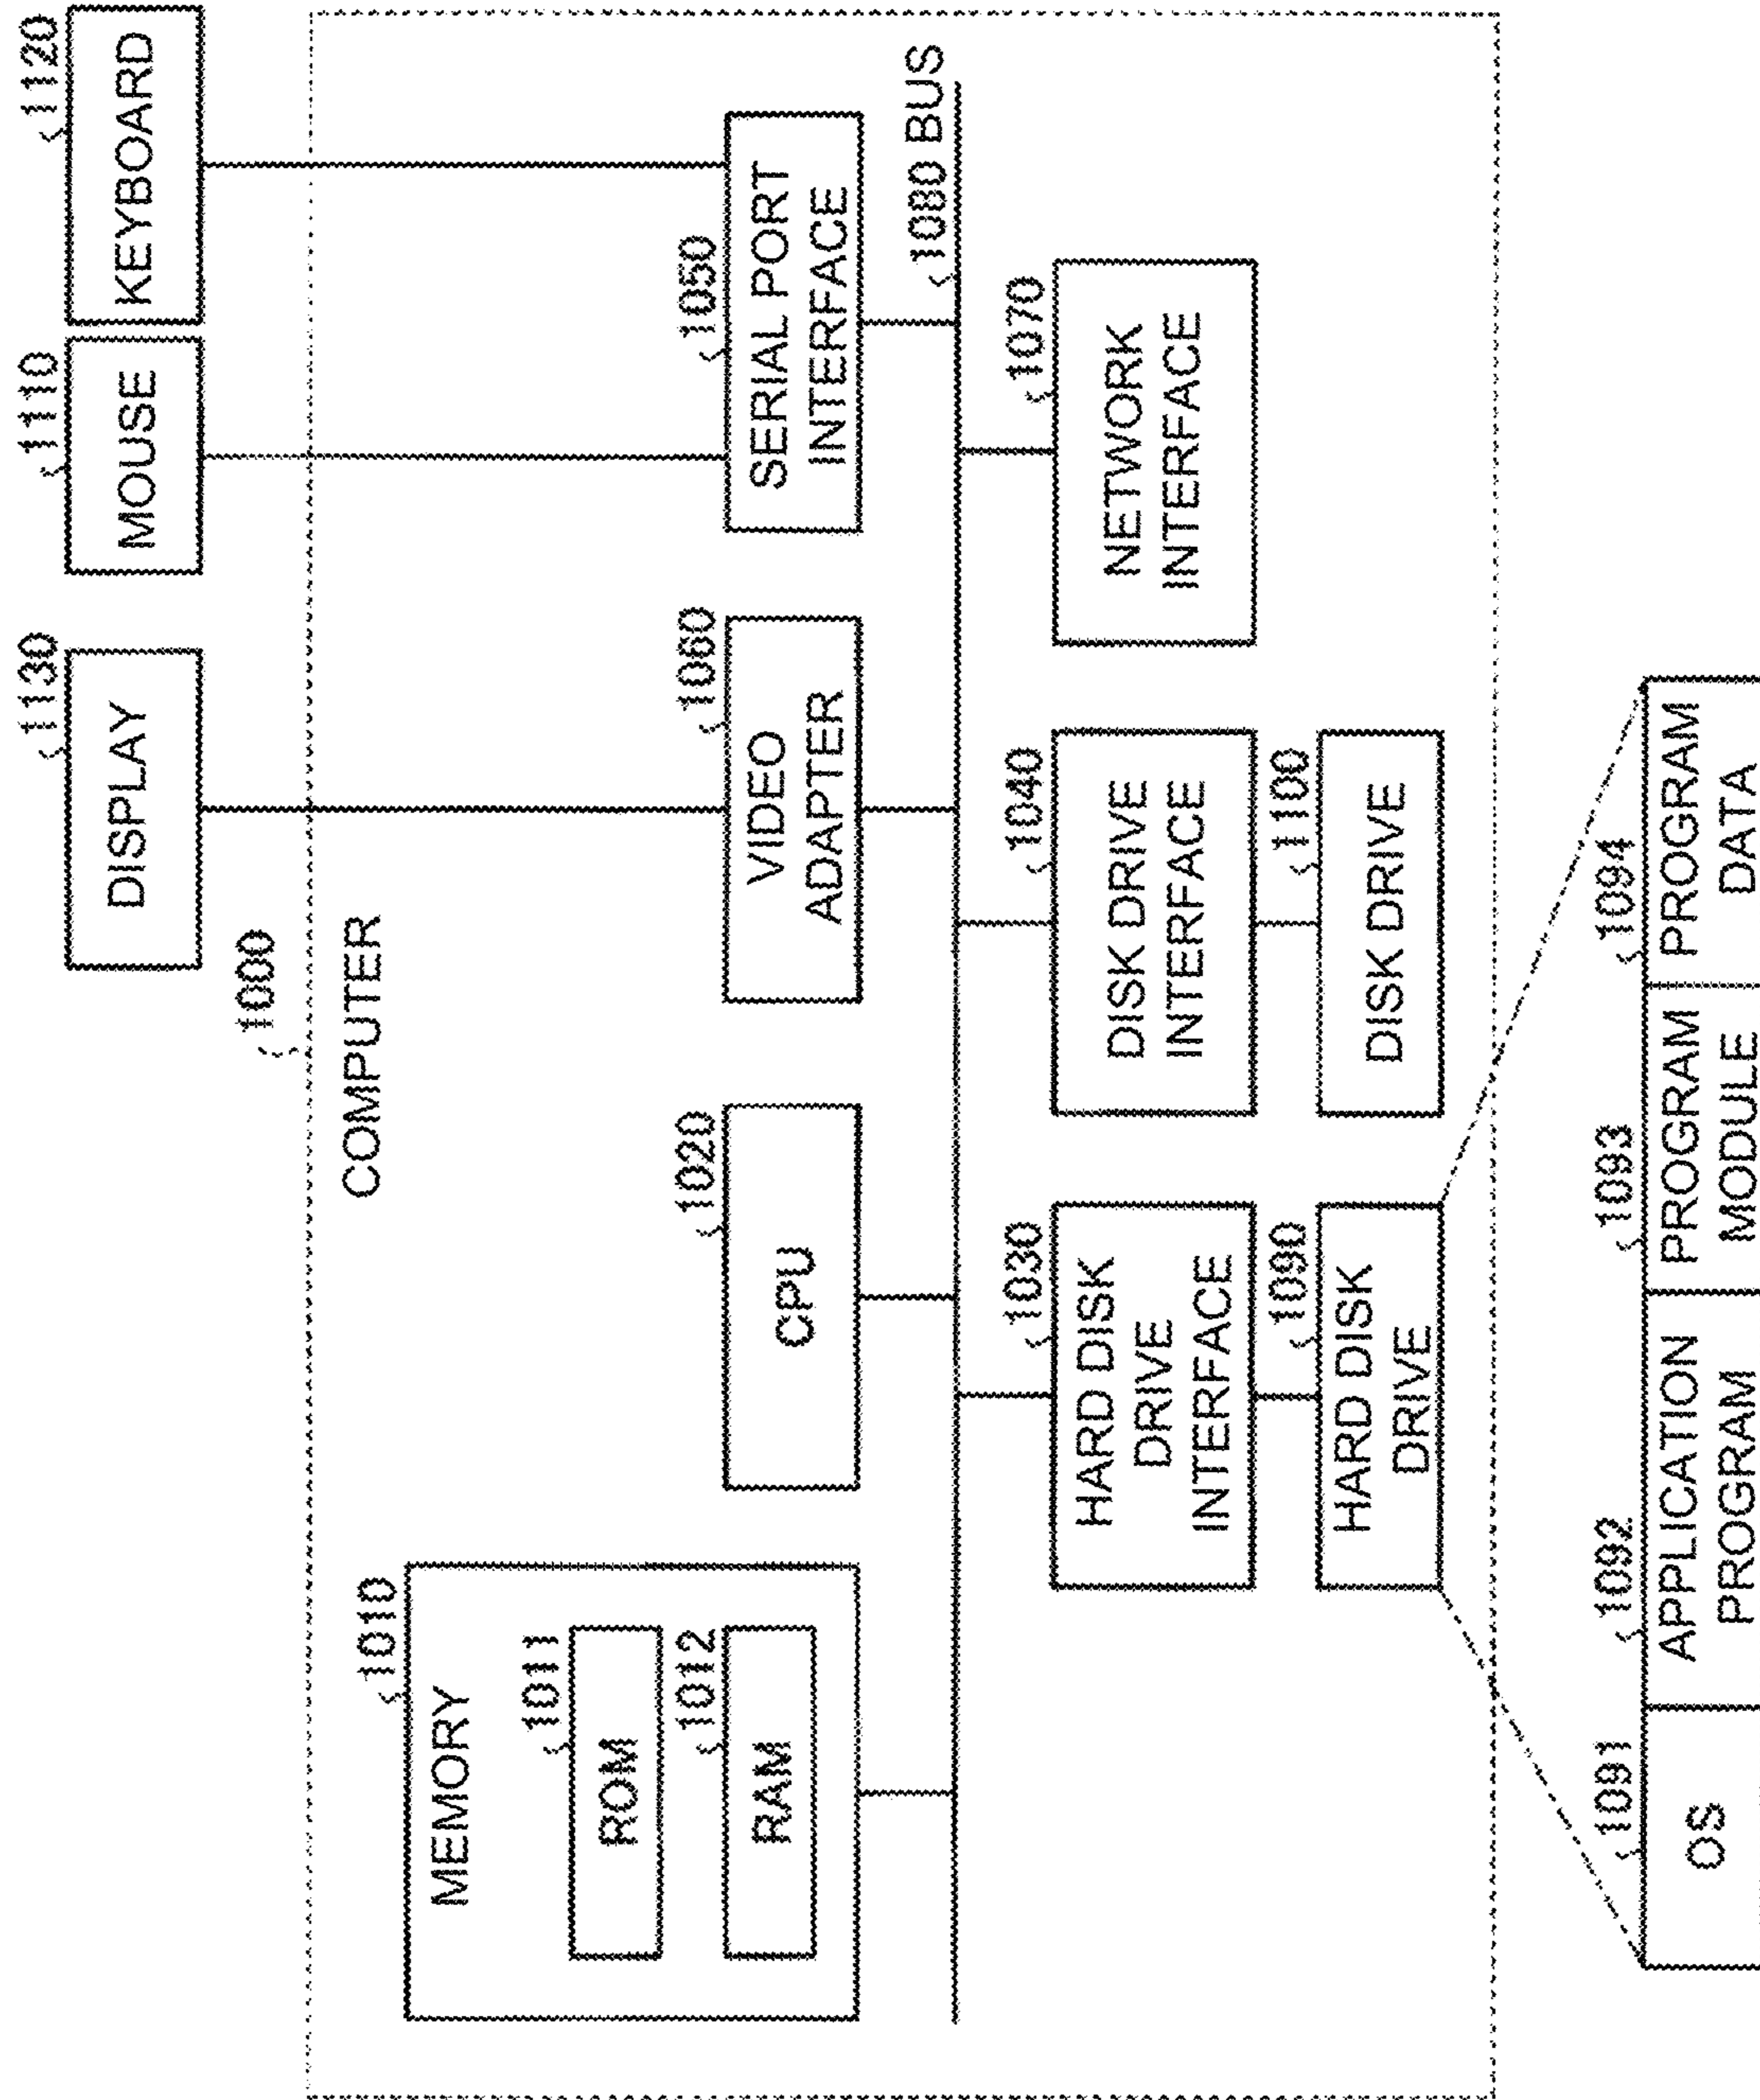 1130
DISPLAY
1110
MOUSE
1120
KEYBOARD
1000
COMPUTER
1010
MEMORY
1011
ROM
1012
RAM
1020
CPU
1060
VIDEO
ADAPTER
1050
SERIAL PORT
INTERFACE
1080 BUS
1030
HARD DISK
DRIVE
INTERFACE
1040
DISK DRIVE
INTERFACE
1070
NETWORK
INTERFACE
1090
HARD DISK
DRIVE
1100
DISK DRIVE
1091
OS
1092
APPLICATION
PROGRAM
1093
PROGRAM
MODULE
1094
PROGRAM
DATA